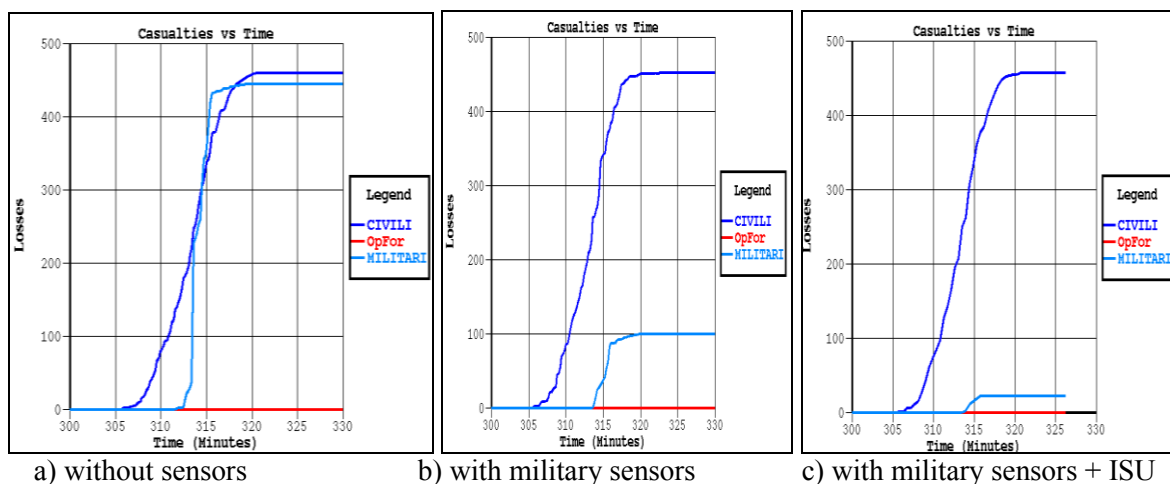 Casualties vs Time
500
400
300
200
100
0
Losses
300 305 310 315 320 325 330
Time (Minutes)
Legend
CIVILI
OpFor
MILITARI
a) without sensors
Casualties vs Time
500
400
300
200
100
0
Losses
300 305 310 315 320 325 330
Time (Minutes)
Legend
CIVILI
OpFor
MILITARI
b) with military sensors
Casualties vs Time
500
400
300
200
100
0
Losses
300 305 310 315 320 325 330
Time (Minutes)
Legend
CIVILI
OpFor
MILITARI
c) with military sensors + ISU